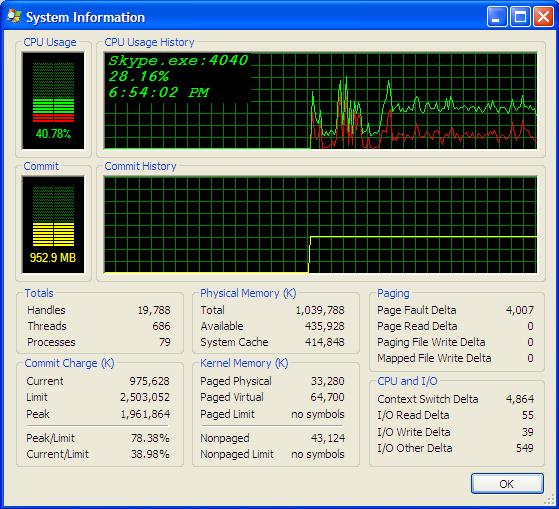 System Information
CPU Usage
CPU Usage History
Skype.exe:4040
28.16%
6:54:02 PM
40.78%
Commit
Commit History
952.9 MB
Totals
Handles 19,788
Threads 686
Processes 79
Commit Charge (K)
Current 975,628
Limit 2,503,052
Peak 1,961,864
Peak/Limit 78.38%
Current/Limit 38.98%
Physical Memory (K)
Total 1,039,788
Available 435,928
System Cache 414,848
Kernel Memory (K)
Paged Physical 33,280
Paged Virtual 64,700
Paged Limit no symbols
Nonpaged 43,124
Nonpaged Limit no symbols
Paging
Page Fault Delta 4,007
Page Read Delta 0
Paging File Write Delta 0
Mapped File Write Delta 0
CPU and I/O
Context Switch Delta 4,864
I/O Read Delta 55
I/O Write Delta 39
I/O Other Delta 549
OK